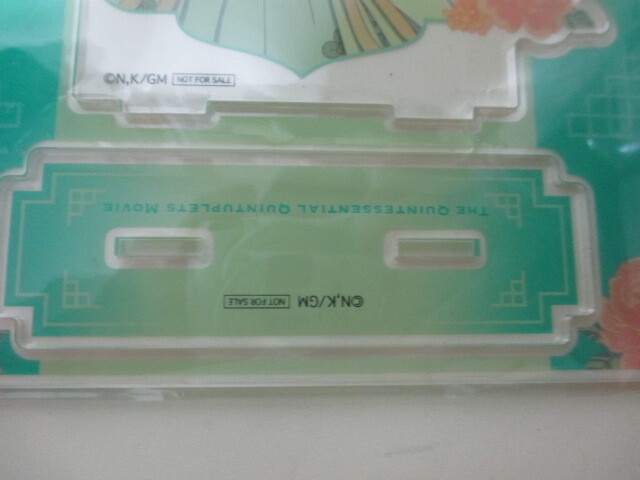 ©N,K/GM NOT FOR SALE
THE QUINTESSENTIAL QUINTUPLETS MOVIE
©N,K/GM NOT FOR SALE